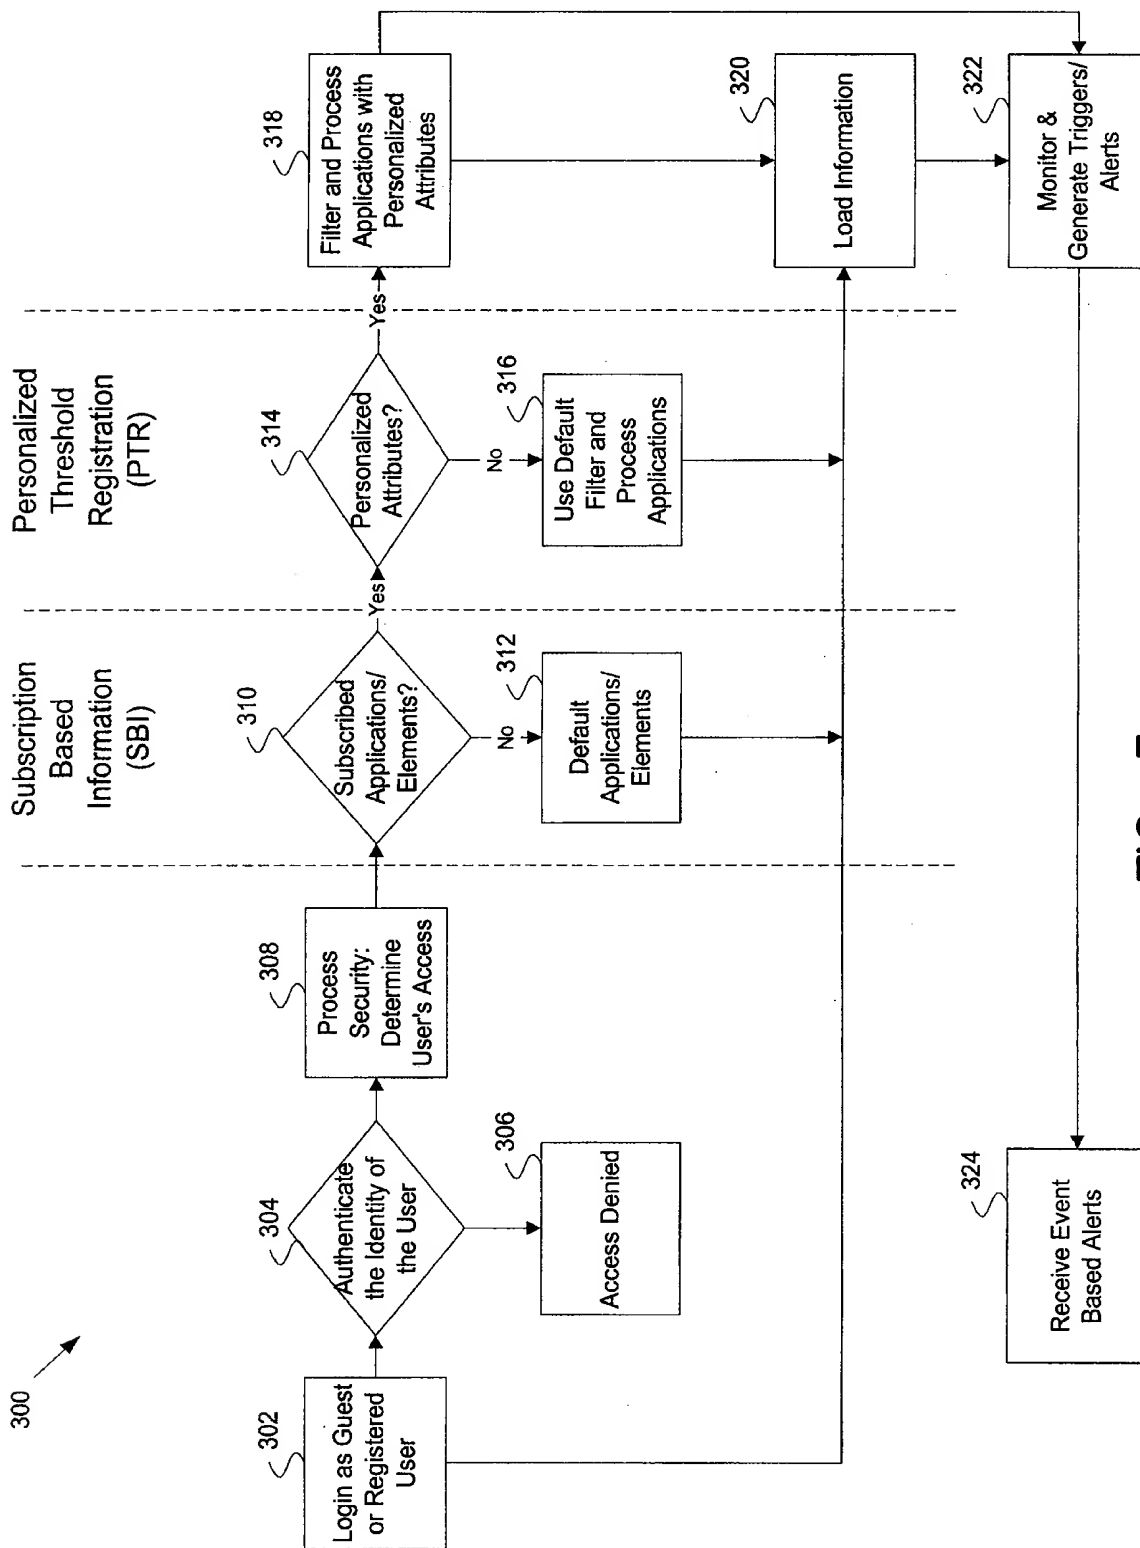 300
Subscription
Based
Information
(SBI)
Personalized
Threshold
Registration
(PTR)
302
Login as Guest
or Registered
User
304
Authenticate
the Identity of
the User
306
Access Denied
308
Process
Security:
Determine
User's Access
310
Subscribed
Applications/
Elements?
Yes
No
312
Default
Applications/
Elements
314
Personalized
Attributes?
Yes
No
316
Use Default
Filter and
Process
Applications
318
Filter and Process
Applications with
Personalized
Attributes
320
Load Information
322
Monitor &
Generate Triggers/
Alerts
324
Receive Event
Based Alerts